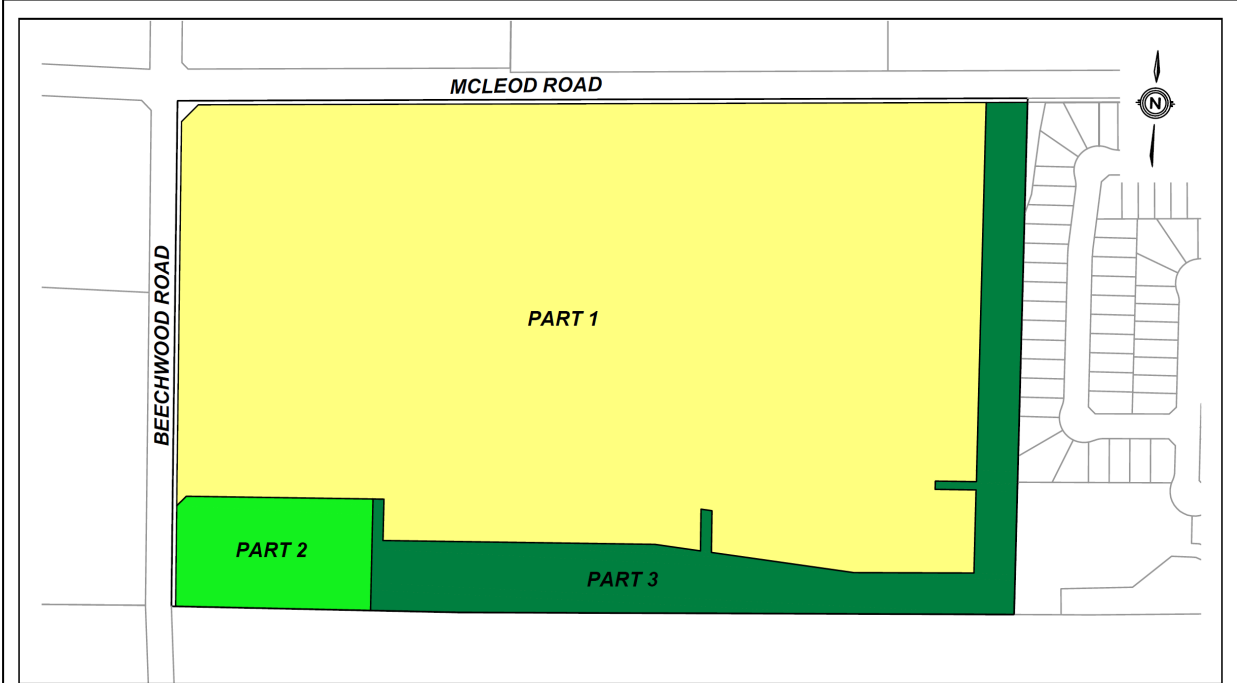 MCLEOD ROAD
N
BEECHWOOD ROAD
PART 1
PART 2
PART 3